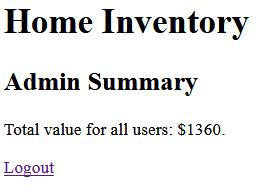 Home Inventory
Admin Summary
Total value for all users: $1360.
Logout